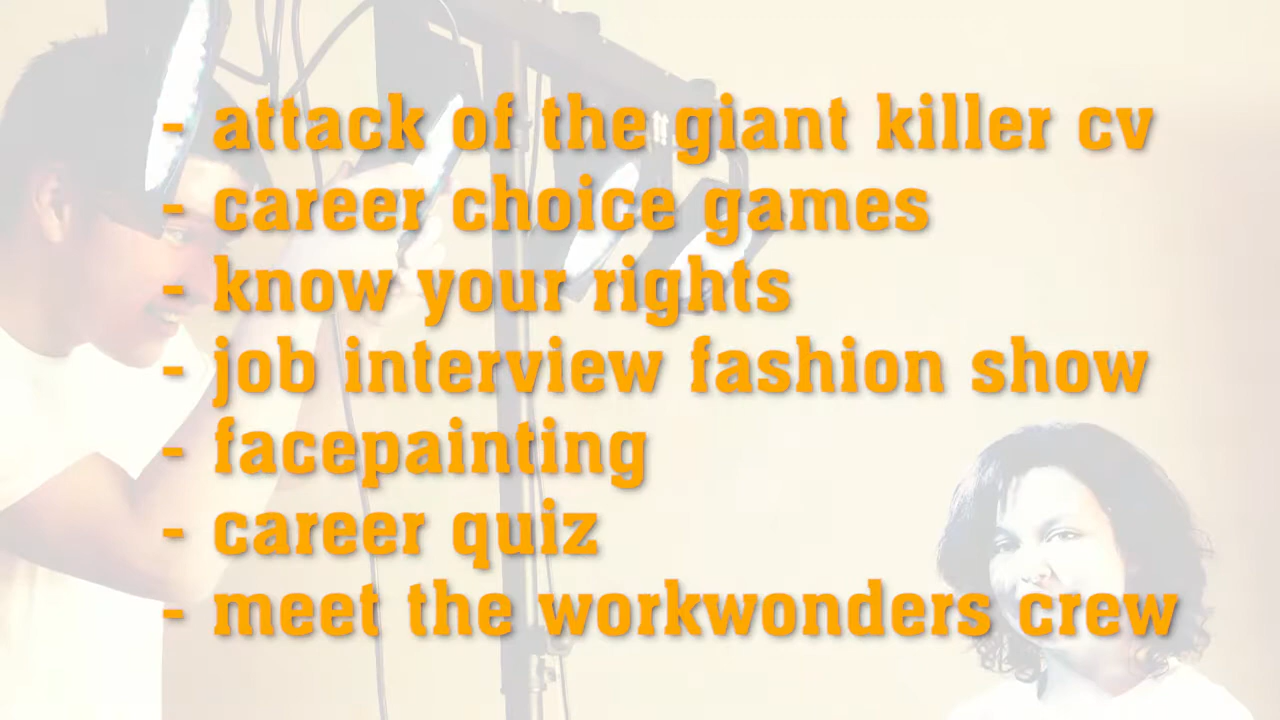 - attack of the giant killer cv
- career choice games
- know your rights
- job interview fashion show
- facepainting
- career quiz
- meet the workwonders crew